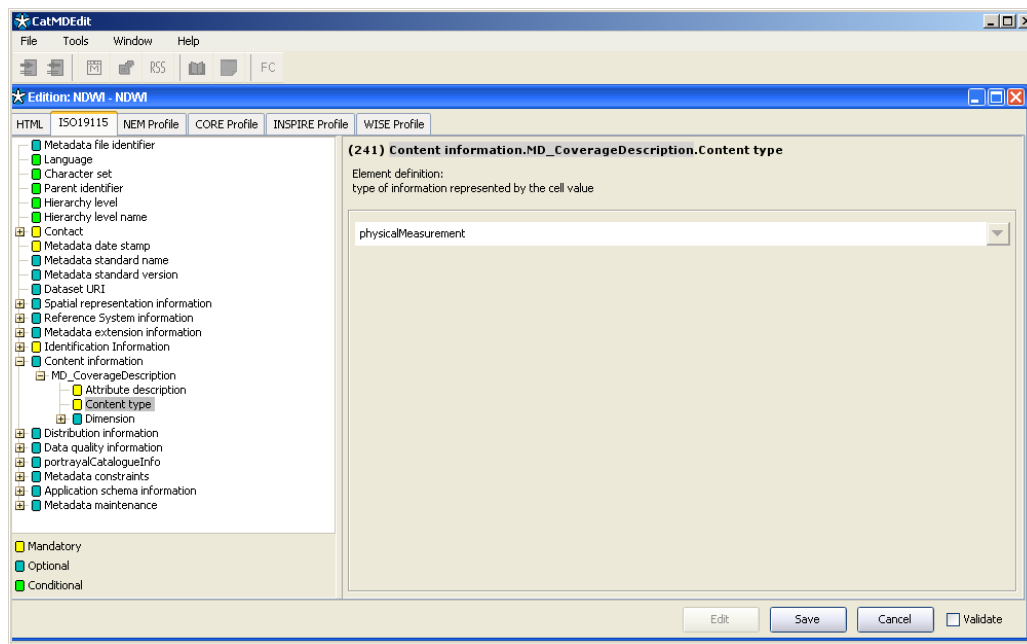 CatMDEdit
File Tools Window Help
RSS FC
Edition: NDWI - NDWI
HTML ISO19115 NEM Profile CORE Profile INSPIRE Profile WISE Profile
Metadata file identifier
Language
Character set
Parent identifier
Hierarchy level
Hierarchy level name
Contact
Metadata date stamp
Metadata standard name
Metadata standard version
Dataset URI
Spatial representation information
Reference System information
Metadata extension information
Identification Information
Content information
MD_CoverageDescription
Attribute description
Content type
Dimension
Distribution information
Data quality information
portrayalCatalogueInfo
Metadata constraints
Application schema information
Metadata maintenance
Mandatory
Optional
Conditional
(241) Content information.MD_CoverageDescription.Content type
Element definition:
type of information represented by the cell value
physicalMeasurement
Edit Save Cancel Validate